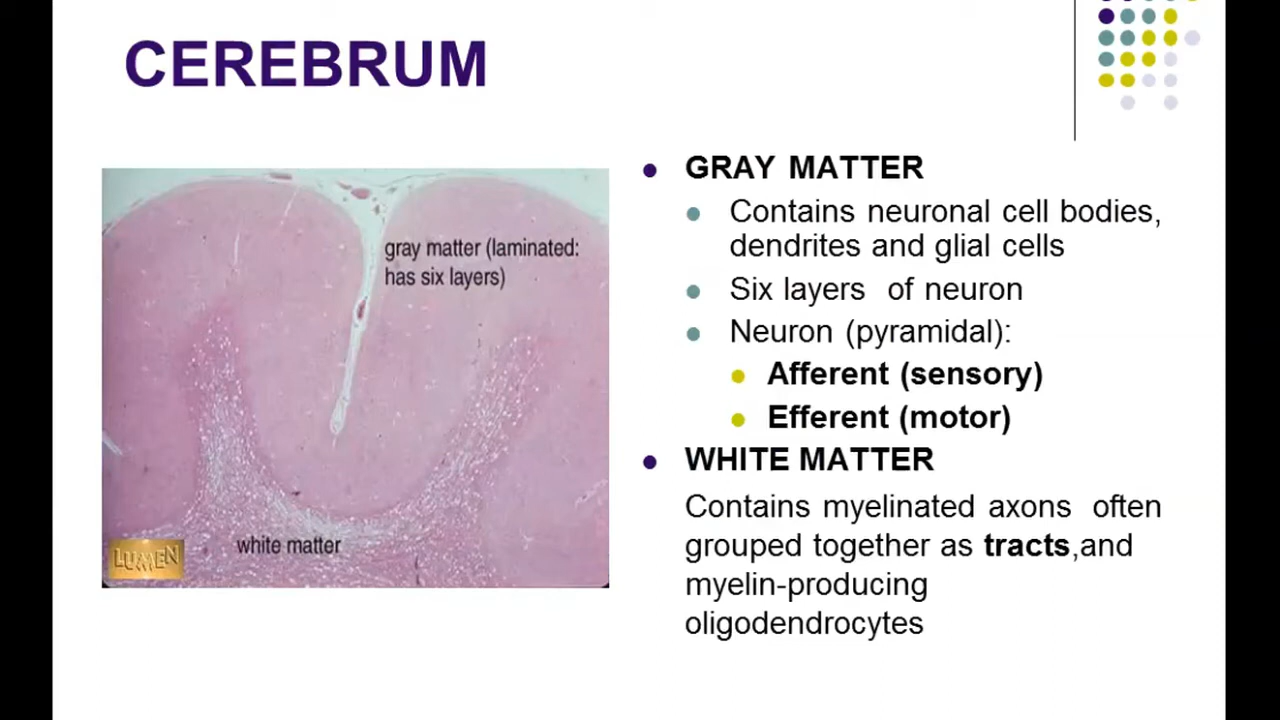 CEREBRUM
gray matter (laminated:
has six layers)
white matter
LUMEN
GRAY MATTER
Contains neuronal cell bodies,
dendrites and glial cells
Six layers of neuron
Neuron (pyramidal):
Afferent (sensory)
Efferent (motor)
WHITE MATTER
Contains myelinated axons often
grouped together as tracts,and
myelin-producing
oligodendrocytes